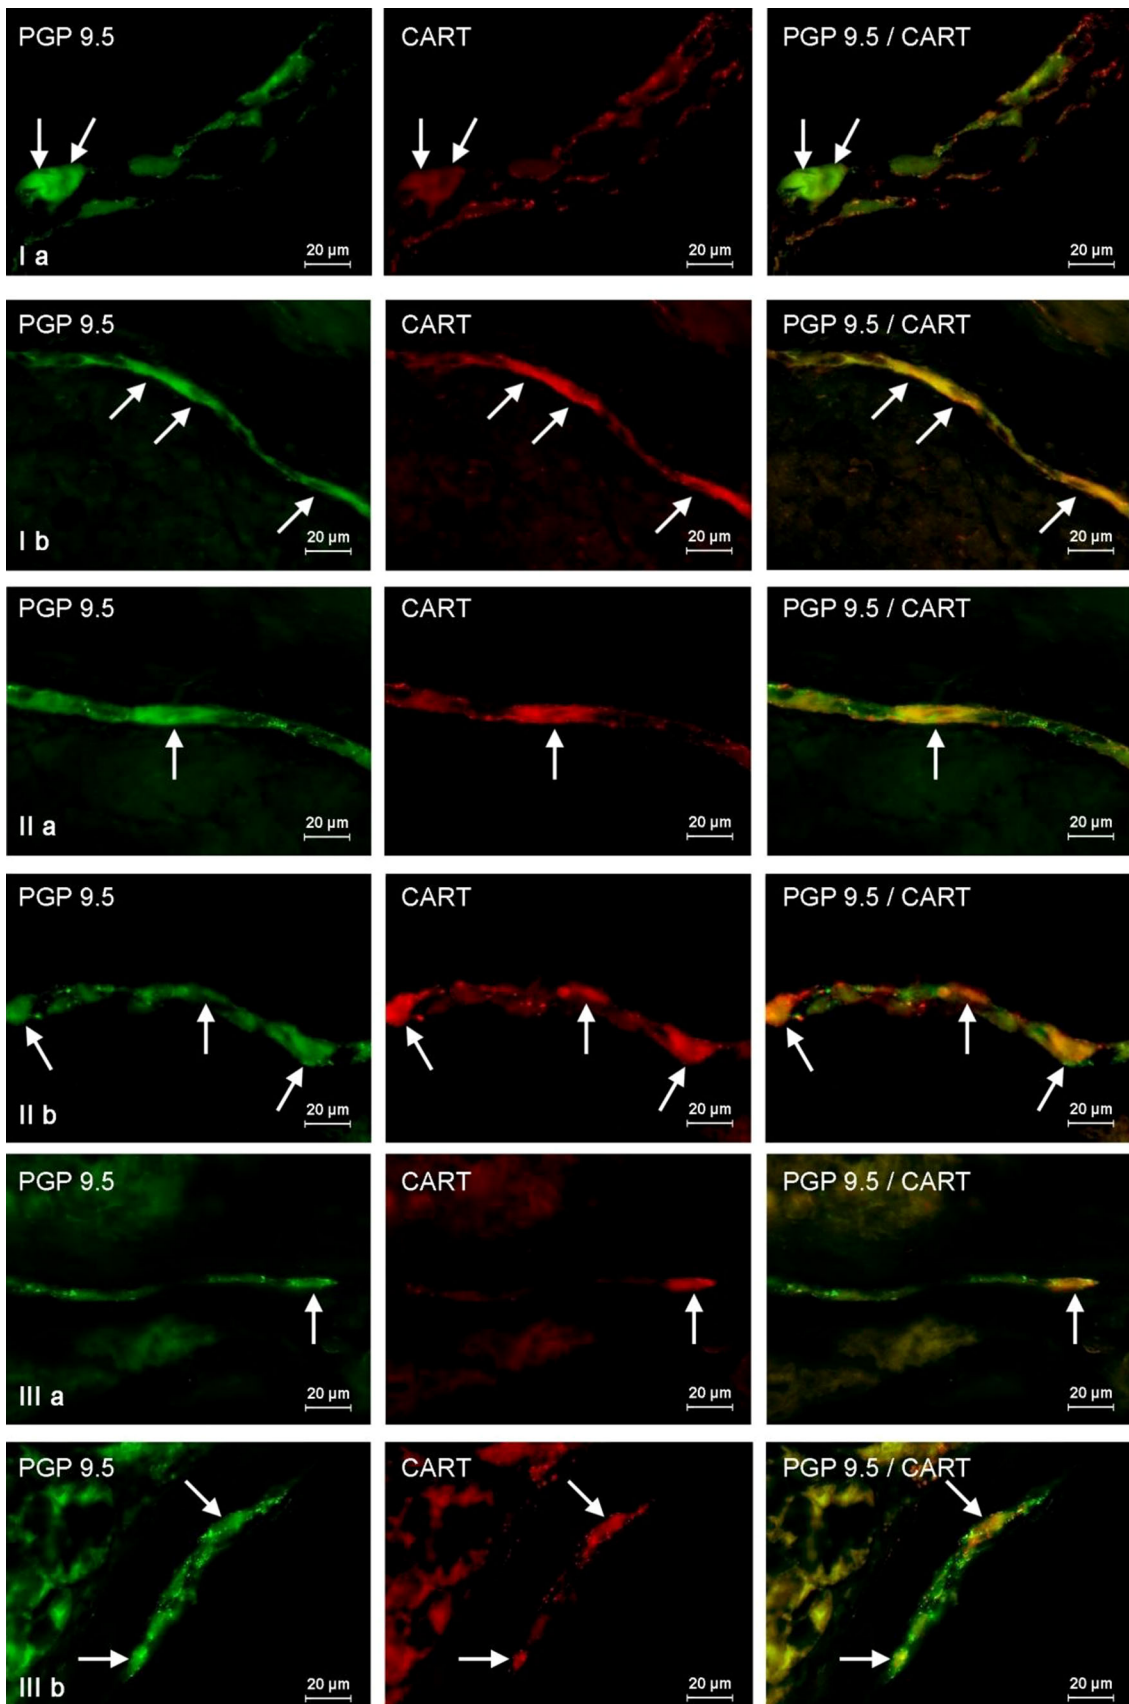 PGP 9.5 CART PGP 9.5 / CART
I a 20 µm 20 µm 20 µm
PGP 9.5 CART PGP 9.5 / CART
I b 20 µm 20 µm 20 µm
PGP 9.5 CART PGP 9.5 / CART
II a 20 µm 20 µm 20 µm
PGP 9.5 CART PGP 9.5 / CART
II b 20 µm 20 µm 20 µm
PGP 9.5 CART PGP 9.5 / CART
III a 20 µm 20 µm 20 µm
PGP 9.5 CART PGP 9.5 / CART
III b 20 µm 20 µm 20 µm